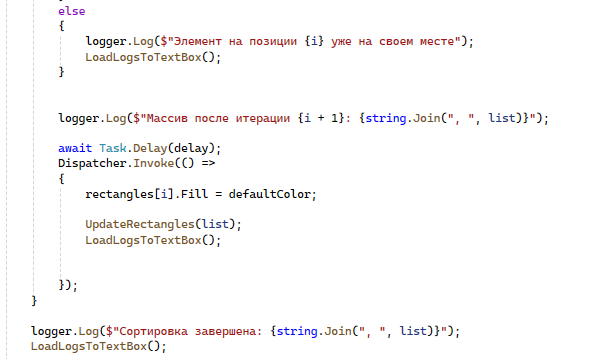 else
{
logger.Log($"Элемент на позиции {i} уже на своем месте");
LoadLogsToTextBox();
}
logger.Log($"Массив после итерации {i + 1}: {string.Join(", ", list)}");
await Task.Delay(delay);
Dispatcher.Invoke(() =>
{
rectangles[i].Fill = defaultColor;
UpdateRectangles(list);
LoadLogsToTextBox();
});
}
logger.Log($"Сортировка завершена: {string.Join(", ", list)}");
LoadLogsToTextBox();